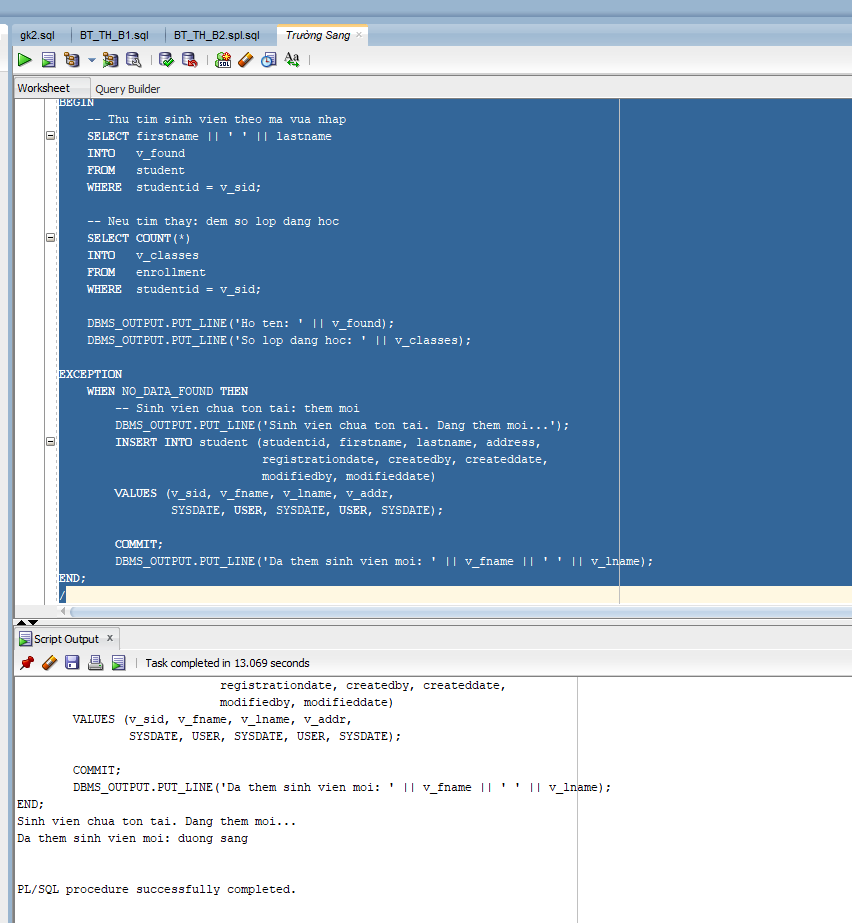 gk2.sql BT_TH_B1.sql BT_TH_B2.spl.sql Trường Sang
Worksheet Query Builder
BEGIN
-- Thu tim sinh vien theo ma vua nhap
SELECT firstname || ' ' || lastname
INTO v_found
FROM student
WHERE studentid = v_sid;
-- Neu tim thay: dem so lop dang hoc
SELECT COUNT(*)
INTO v_classes
FROM enrollment
WHERE studentid = v_sid;
DBMS_OUTPUT.PUT_LINE('Ho ten: ' || v_found);
DBMS_OUTPUT.PUT_LINE('So lop dang hoc: ' || v_classes);
EXCEPTION
WHEN NO_DATA_FOUND THEN
-- Sinh vien chua ton tai: them moi
DBMS_OUTPUT.PUT_LINE('Sinh vien chua ton tai. Dang them moi...');
INSERT INTO student (studentid, firstname, lastname, address,
registrationdate, createdby, createddate,
modifiedby, modifieddate)
VALUES (v_sid, v_fname, v_lname, v_addr,
SYSDATE, USER, SYSDATE, USER, SYSDATE);
COMMIT;
DBMS_OUTPUT.PUT_LINE('Da them sinh vien moi: ' || v_fname || ' ' || v_lname);
END;
/
Script Output
Task completed in 13.069 seconds
registrationdate, createdby, createddate,
modifiedby, modifieddate)
VALUES (v_sid, v_fname, v_lname, v_addr,
SYSDATE, USER, SYSDATE, USER, SYSDATE);
COMMIT;
DBMS_OUTPUT.PUT_LINE('Da them sinh vien moi: ' || v_fname || ' ' || v_lname);
END;
Sinh vien chua ton tai. Dang them moi...
Da them sinh vien moi: duong sang
PL/SQL procedure successfully completed.